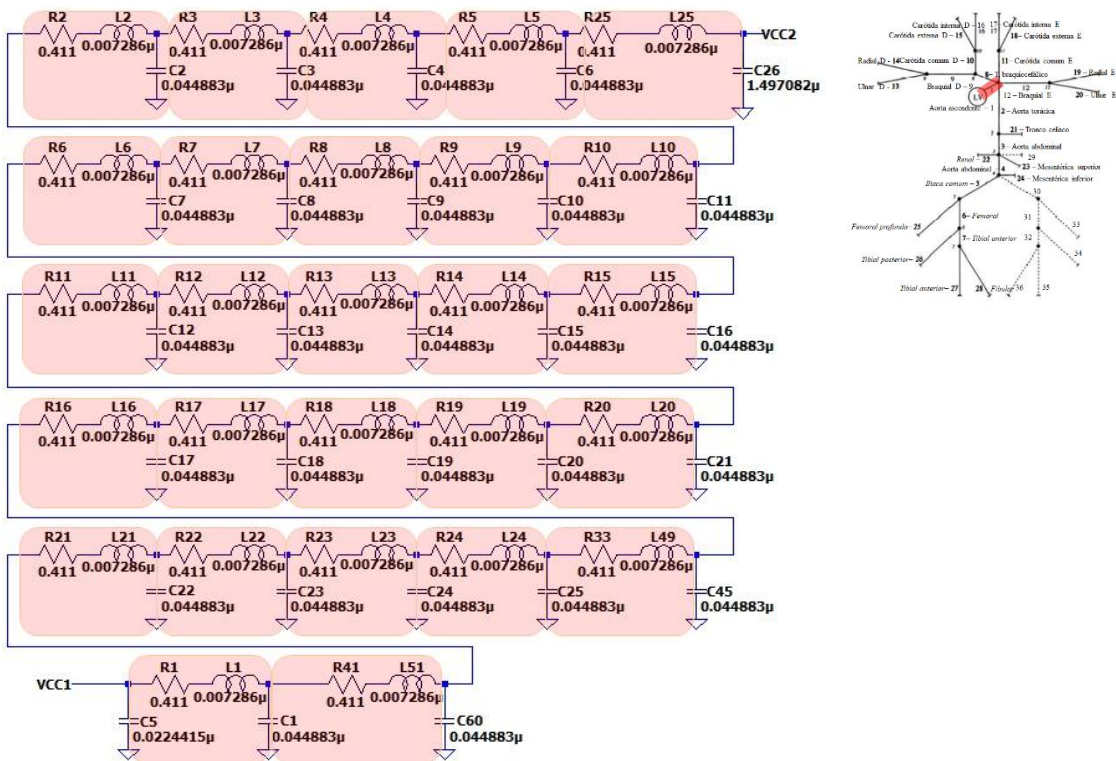 R2 L2 R3 L3 R4 L4 R5 L5 R25 L25
0.411 0.007286µ 0.411 0.007286µ 0.411 0.007286µ 0.411 0.007286µ 0.411 0.007286µ VCC2
C2 C3 C4 C6 C26
0.044883µ 0.044883µ 0.044883µ 0.044883µ 1.497082µ
R6 L6 R7 L7 R8 L8 R9 L9 R10 L10
0.411 0.007286µ 0.411 0.007286µ 0.411 0.007286µ 0.411 0.007286µ 0.411 0.007286µ
C7 C8 C9 C10 C11
0.044883µ 0.044883µ 0.044883µ 0.044883µ 0.044883µ
R11 L11 R12 L12 R13 L13 R14 L14 R15 L15
0.411 0.007286µ 0.411 0.007286µ 0.411 0.007286µ 0.411 0.007286µ 0.411 0.007286µ
C12 C13 C14 C15 C16
0.044883µ 0.044883µ 0.044883µ 0.044883µ 0.044883µ
R16 L16 R17 L17 R18 L18 R19 L19 R20 L20
0.411 0.007286µ 0.411 0.007286µ 0.411 0.007286µ 0.411 0.007286µ 0.411 0.007286µ
C17 C18 C19 C20 C21
0.044883µ 0.044883µ 0.044883µ 0.044883µ 0.044883µ
R21 L21 R22 L22 R23 L23 R24 L24 R33 L49
0.411 0.007286µ 0.411 0.007286µ 0.411 0.007286µ 0.411 0.007286µ 0.411 0.007286µ
C22 C23 C24 C25 C45
0.044883µ 0.044883µ 0.044883µ 0.044883µ 0.044883µ
R1 L1 R41 L51
VCC1 0.411 0.007286µ 0.411 0.007286µ
C5 C1 C60
0.0224415µ 0.044883µ 0.044883µ
Carótida interna D -16 17- Carótida interna E
Carótida externa D -15 18- Carótida externa E
Radial D -14 Carótida comum D -10 11- Carótida comum E
braquiocefálico 19- Radial E
Ulnar D -13 Braquial D -9 LV 12 12- Braquial E 20- Ulnar E
Aorta ascendente - 1 2 - Aorta torácica
21 - Tronco celíaco
3 - Aorta abdominal
Renal - 22 29
23 - Mesentérica superior
Aorta abdominal 4
24 - Mesentérica inferior
Ilíaca comum - 5 30
6 - Femoral 31 33
Femoral profunda - 25
7 - Tibial anterior 32
Tibial posterior - 26 34
Tibial anterior - 27 28 - Fibular 36 35